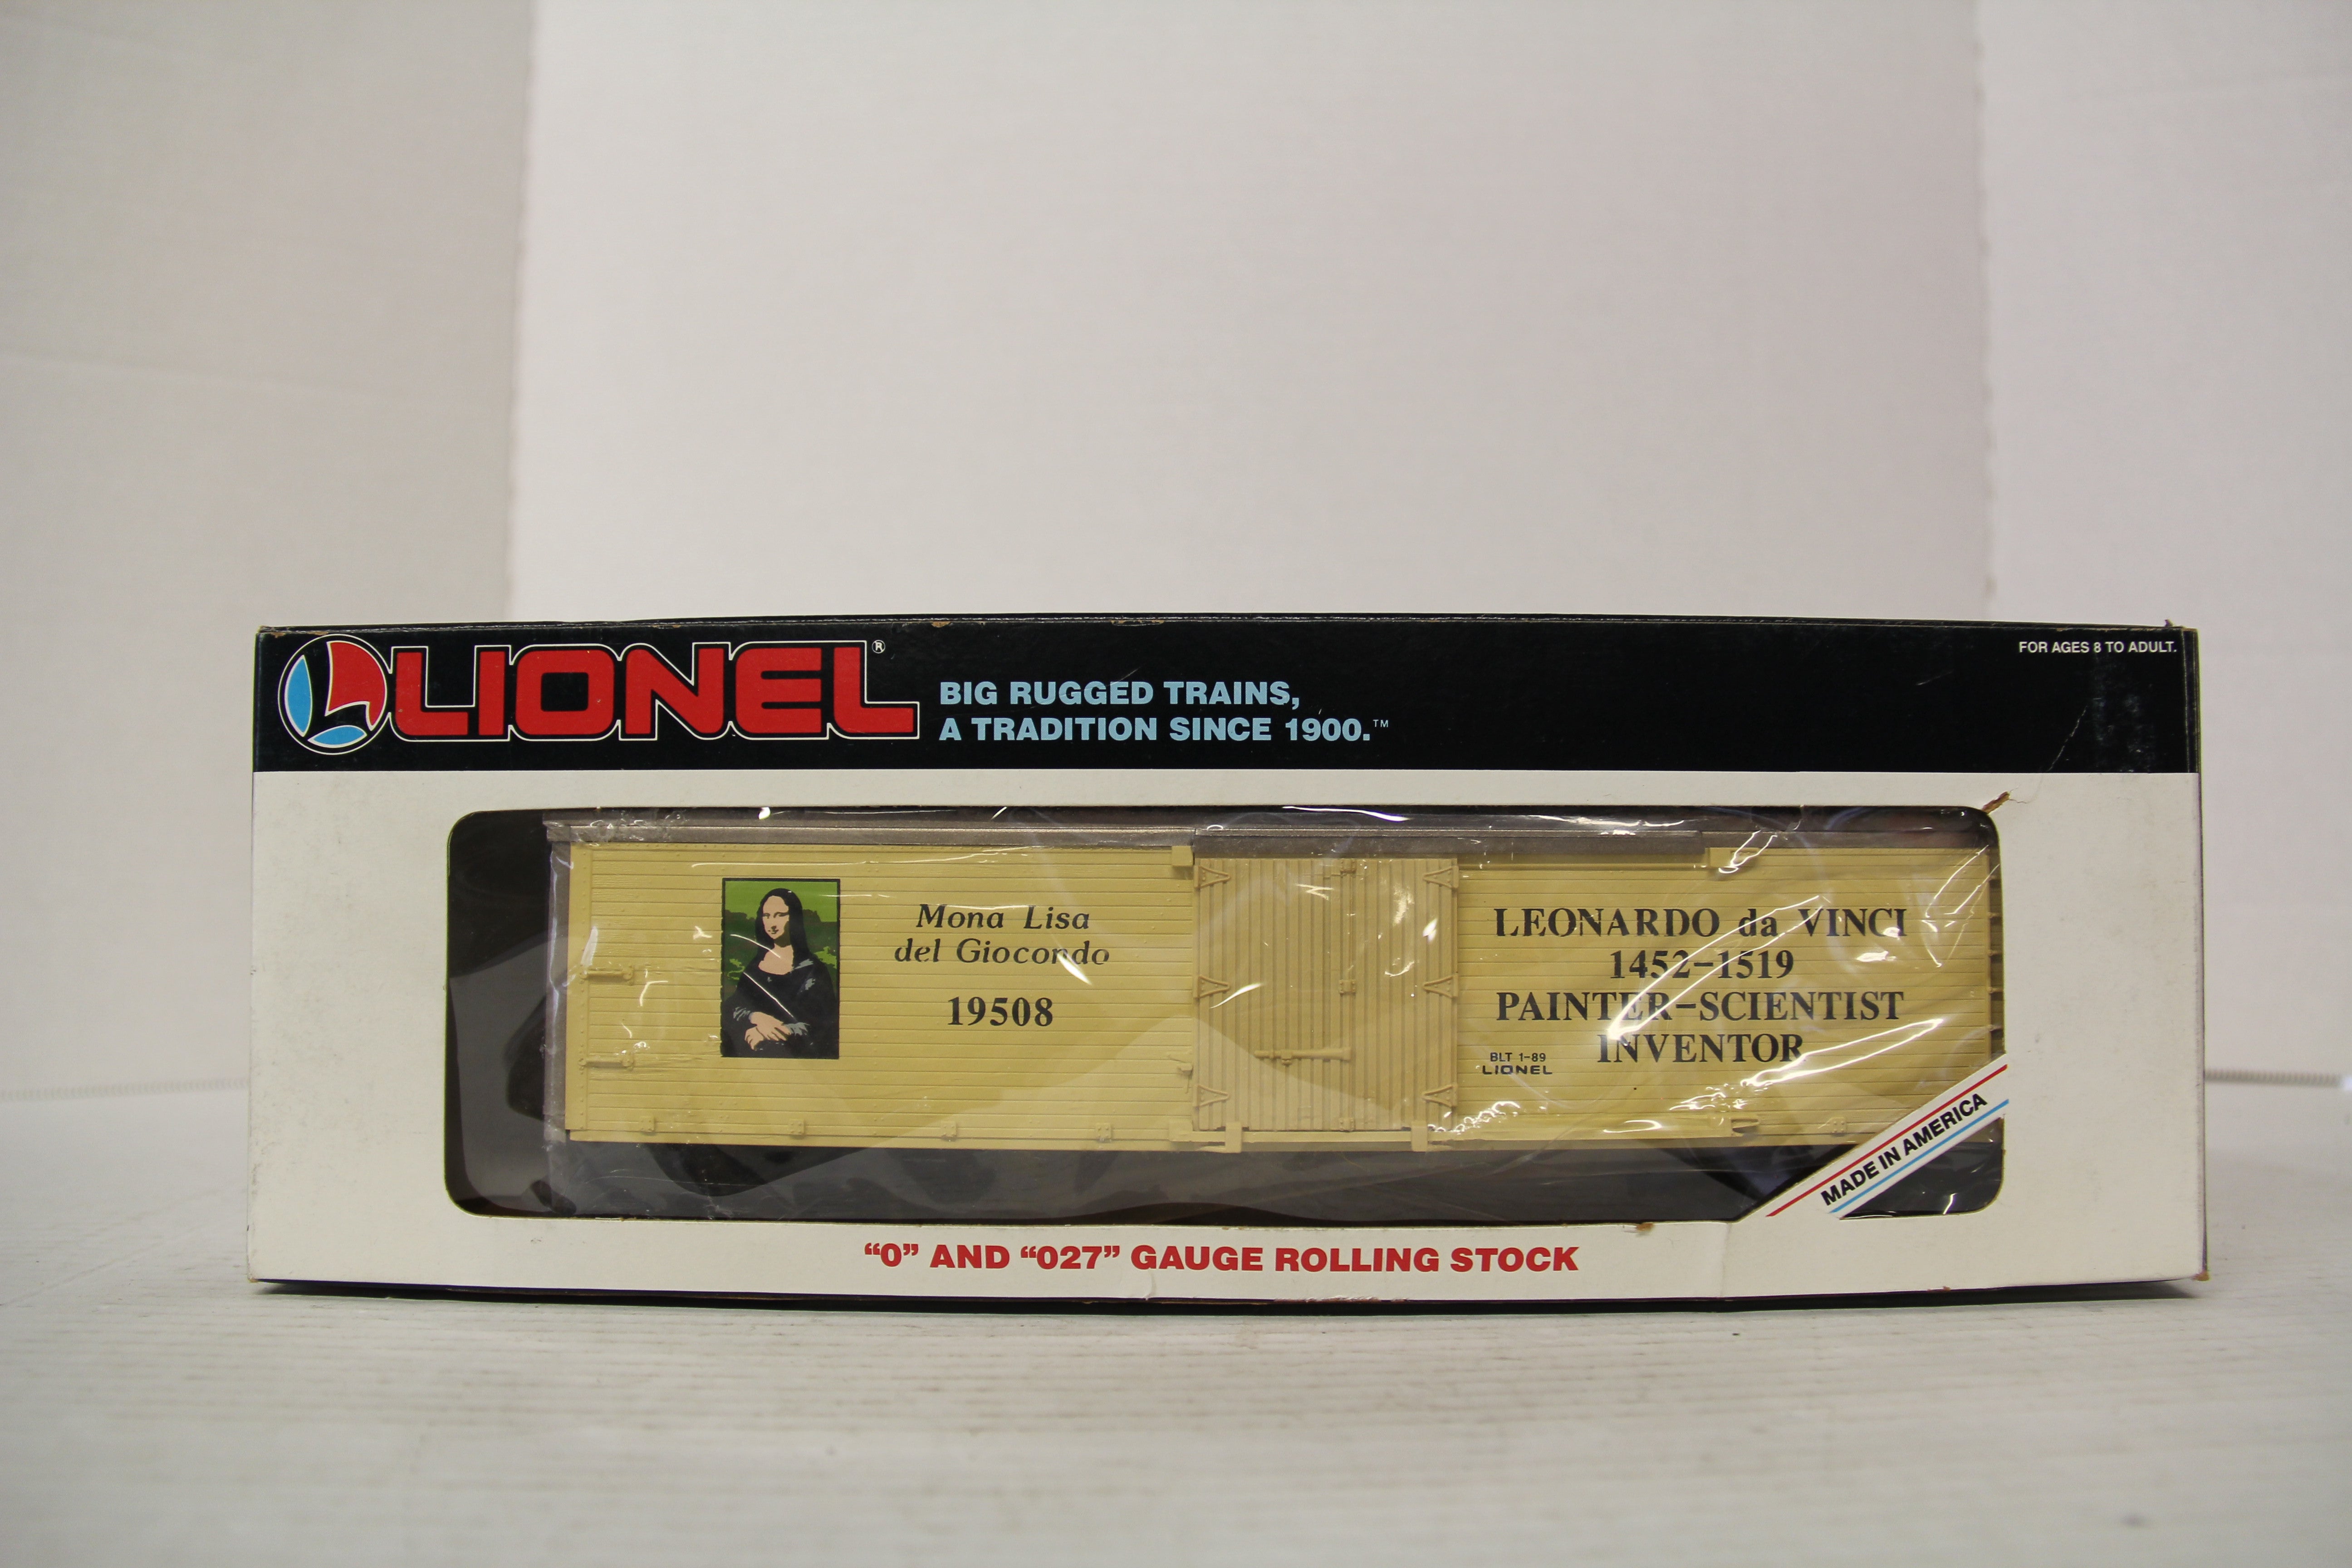 LIONEL®
BIG RUGGED TRAINS,
A TRADITION SINCE 1900.™
FOR AGES 8 TO ADULT.
Mona Lisa
del Giocondo
19508
LEONARDO da VINCI
1452-1519
PAINTER-SCIENTIST
INVENTOR
BLT 1-89
LIONEL
MADE IN AMERICA
"0" AND "027" GAUGE ROLLING STOCK